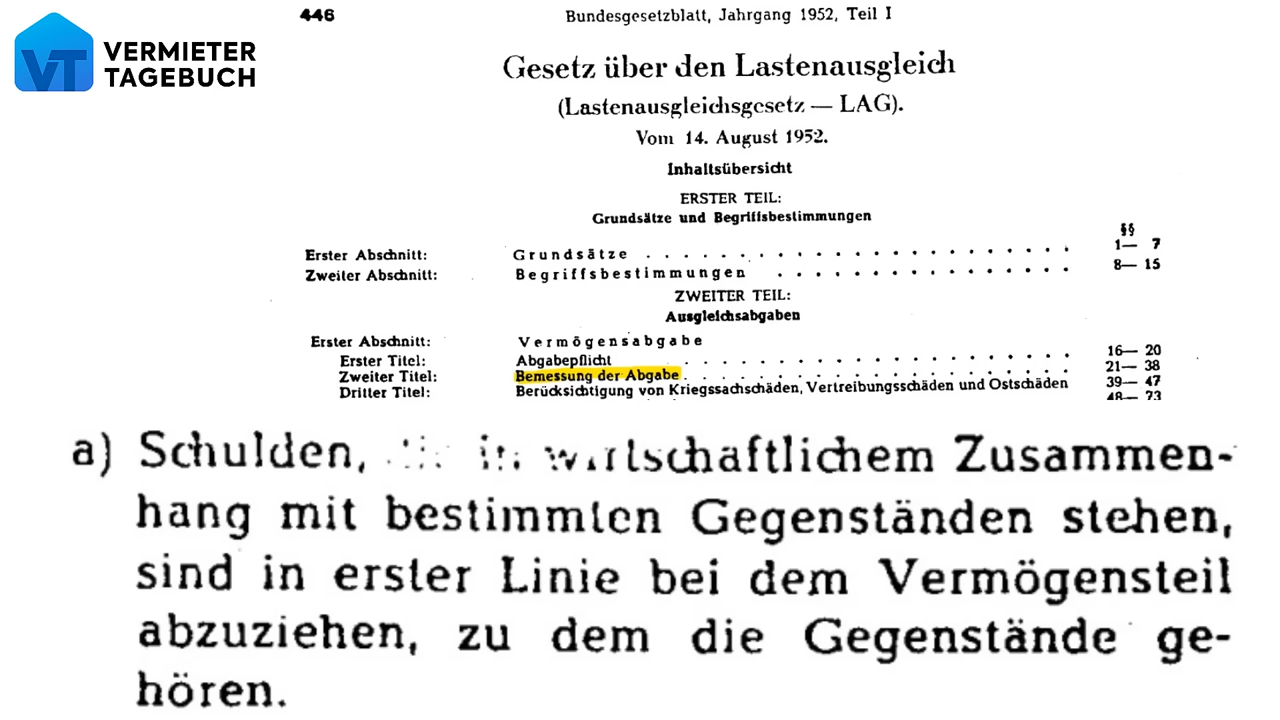 VT VERMIETER
TAGEBUCH
446
Bundesgesetzblatt, Jahrgang 1952, Teil I
Gesetz über den Lastenausgleich
(Lastenausgleichsgesetz — LAG).
Vom 14. August 1952.
Inhaltsübersicht
ERSTER TEIL:
Grundsätze und Begriffsbestimmungen
§§
Erster Abschnitt: Grundsätze . . . . . . . . . . . . . . . . . . . . 1— 7
Zweiter Abschnitt: Begriffsbestimmungen . . . . . . . . . . . . . . . 8— 15
ZWEITER TEIL:
Ausgleichsabgaben
Erster Abschnitt: Vermögensabgabe
Erster Titel: Abgabepflicht . . . . . . . . . . . . . . . . . . . . 16— 20
Zweiter Titel: Bemessung der Abgabe . . . . . . . . . . . . . . . . . 21— 38
Dritter Titel: Berücksichtigung von Kriegssachschäden, Vertreibungsschäden und Ostschäden 39— 47
48— 73
a) Schulden, wirtschaftlichem Zusammen-
hang mit bestimmten Gegenständen stehen,
sind in erster Linie bei dem Vermögensteil
abzuziehen, zu dem die Gegenstände ge-
hören.